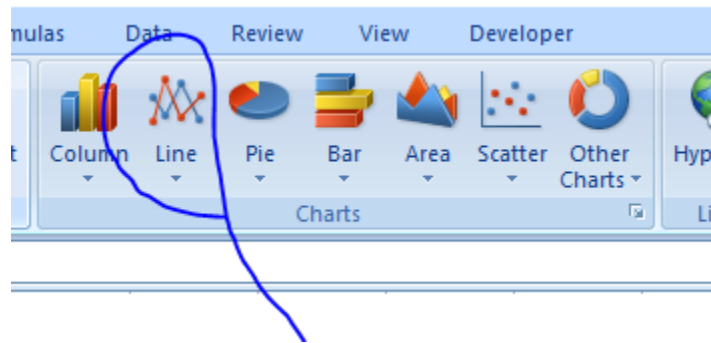 mulas Data Review View Developer
t Column Line Pie Bar Area Scatter Other Charts Hyp
Charts Li